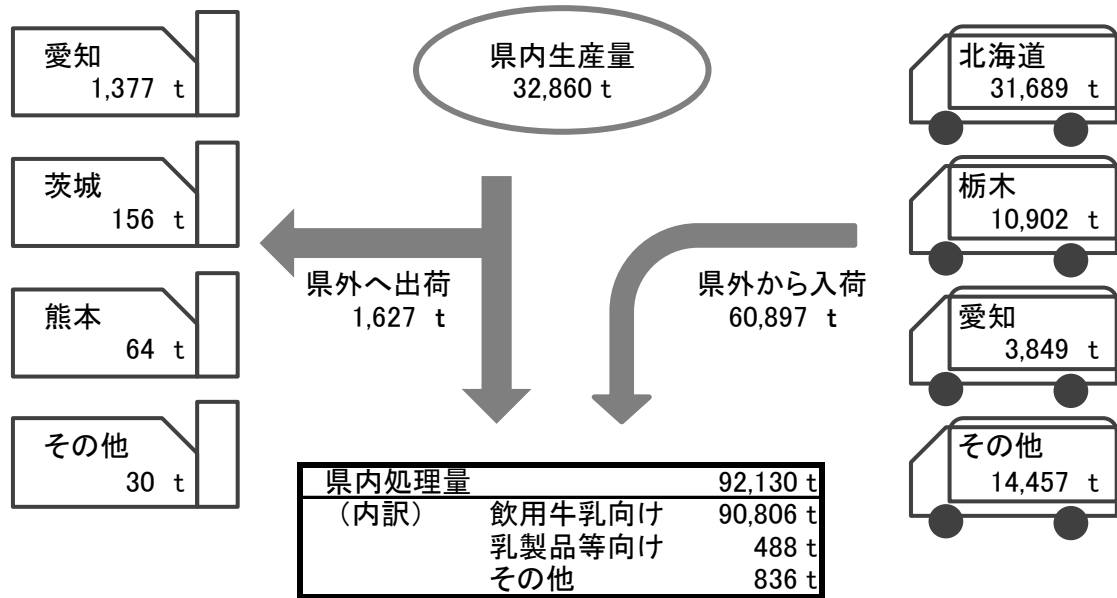 愛知
1,377 t
茨城
156 t
熊本
64 t
その他
30 t
県内生産量
32,860 t
県外へ出荷
1,627 t
県外から入荷
60,897 t
北海道
31,689 t
栃木
10,902 t
愛知
3,849 t
その他
14,457 t
県内処理量 92,130 t
（内訳） 飲用牛乳向け 90,806 t
乳製品等向け 488 t
その他 836 t